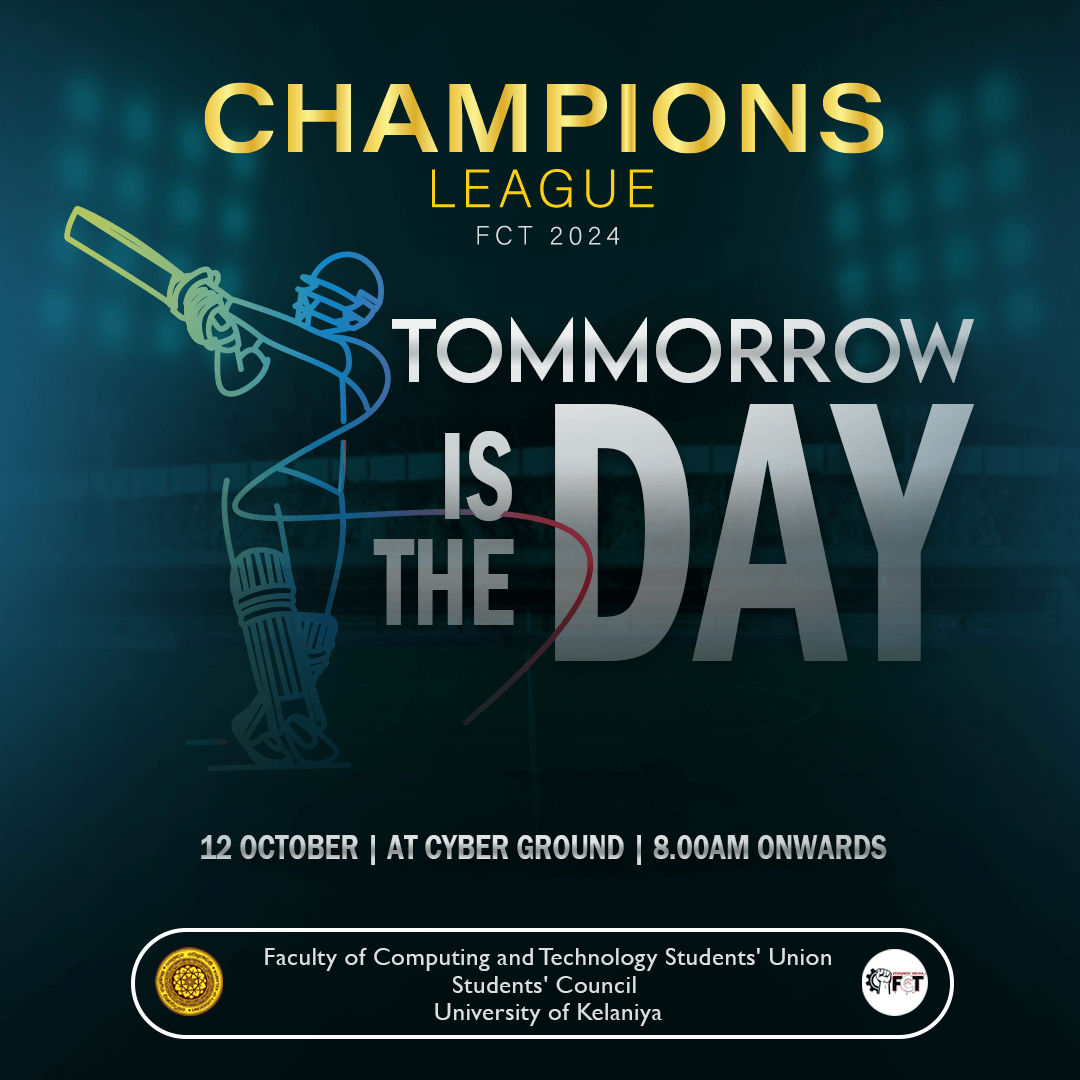 CHAMPIONS
LEAGUE
FCT 2024
TOMMORROW
IS
THE
DAY
12 OCTOBER | AT CYBER GROUND | 8.00AM ONWARDS
Faculty of Computing and Technology Students' Union
Students' Council
University of Kelaniya
FCT